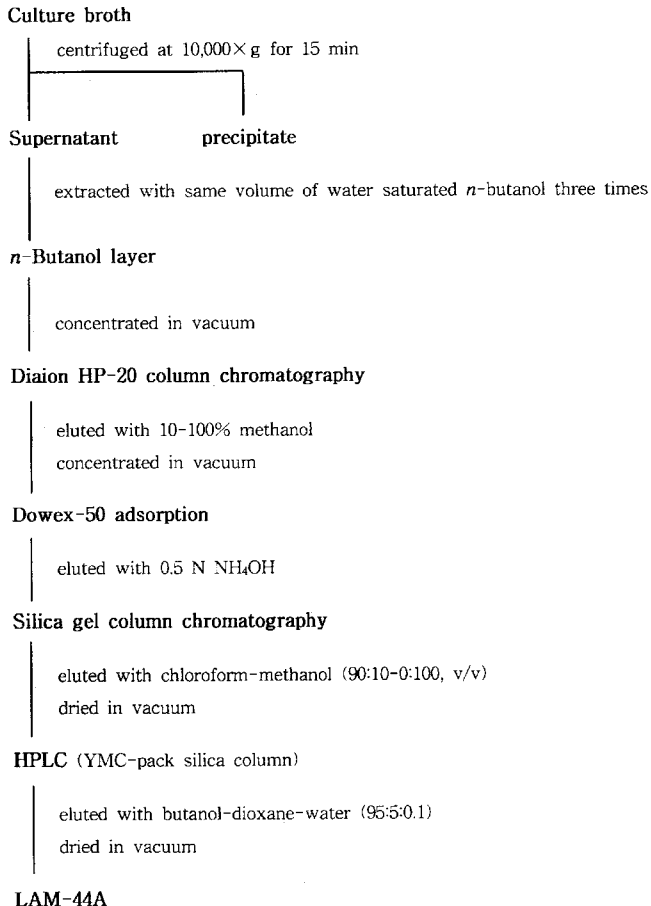 Culture broth
centrifuged at 10,000×g for 15 min
Supernatant precipitate
extracted with same volume of water saturated n-butanol three times
n-Butanol layer
concentrated in vacuum
Diaion HP-20 column chromatography
eluted with 10-100% methanol
concentrated in vacuum
Dowex-50 adsorption
eluted with 0.5 N NH₄OH
Silica gel column chromatography
eluted with chloroform-methanol (90:10-0:100, v/v)
dried in vacuum
HPLC (YMC-pack silica column)
eluted with butanol-dioxane-water (95:5:0.1)
dried in vacuum
LAM-44A